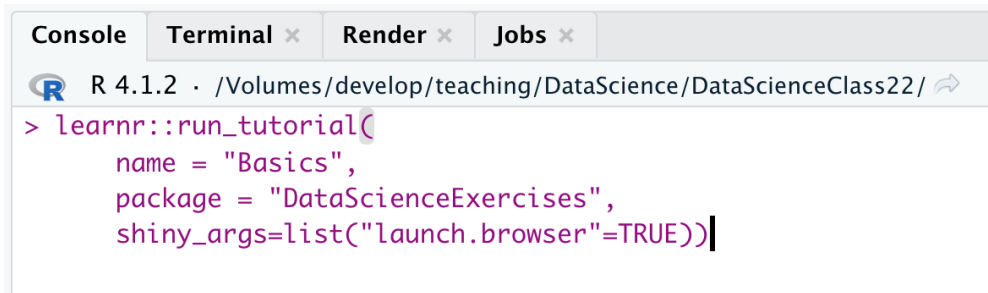 Console Terminal × Render × Jobs ×
R R 4.1.2 · /Volumes/develop/teaching/DataScience/DataScienceClass22/
> learnr::run_tutorial(
name = "Basics",
package = "DataScienceExercises",
shiny_args=list("launch.browser"=TRUE))